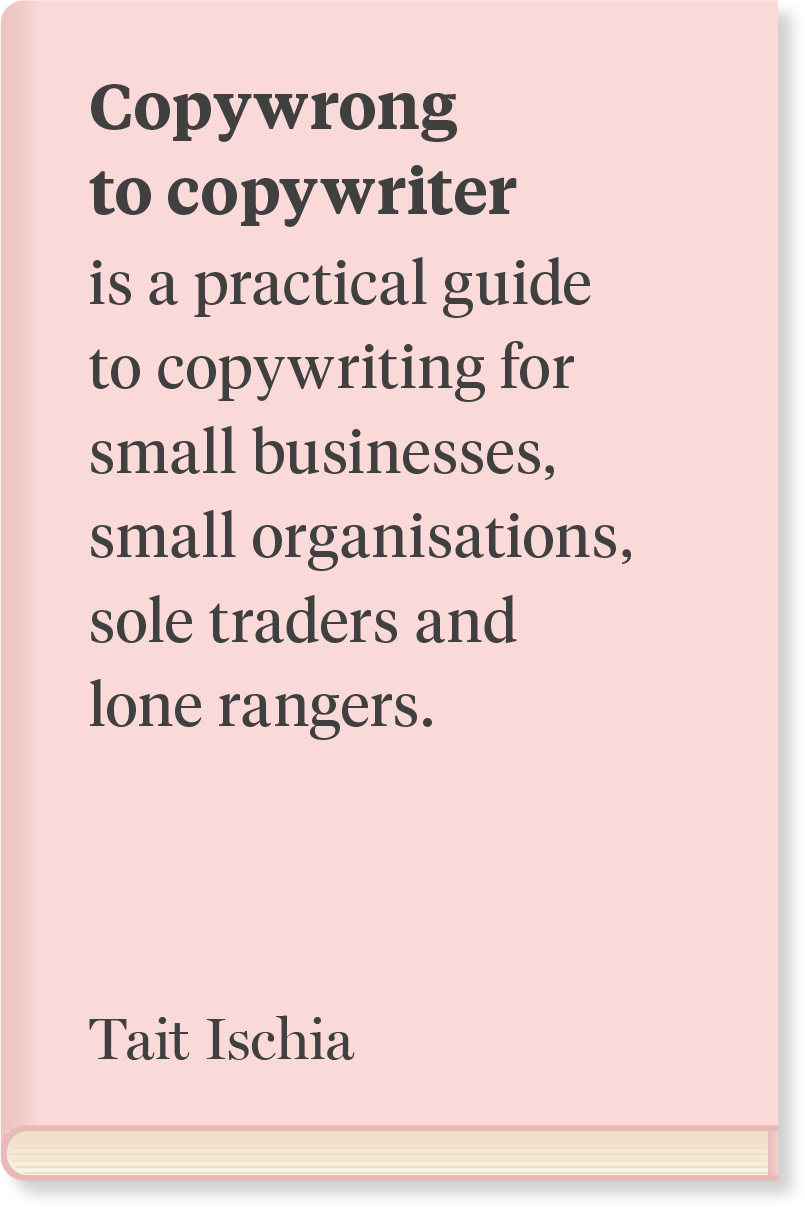 Copywrong
to copywriter
is a practical guide
to copywriting for
small businesses,
small organisations,
sole traders and
lone rangers.
Tait Ischia